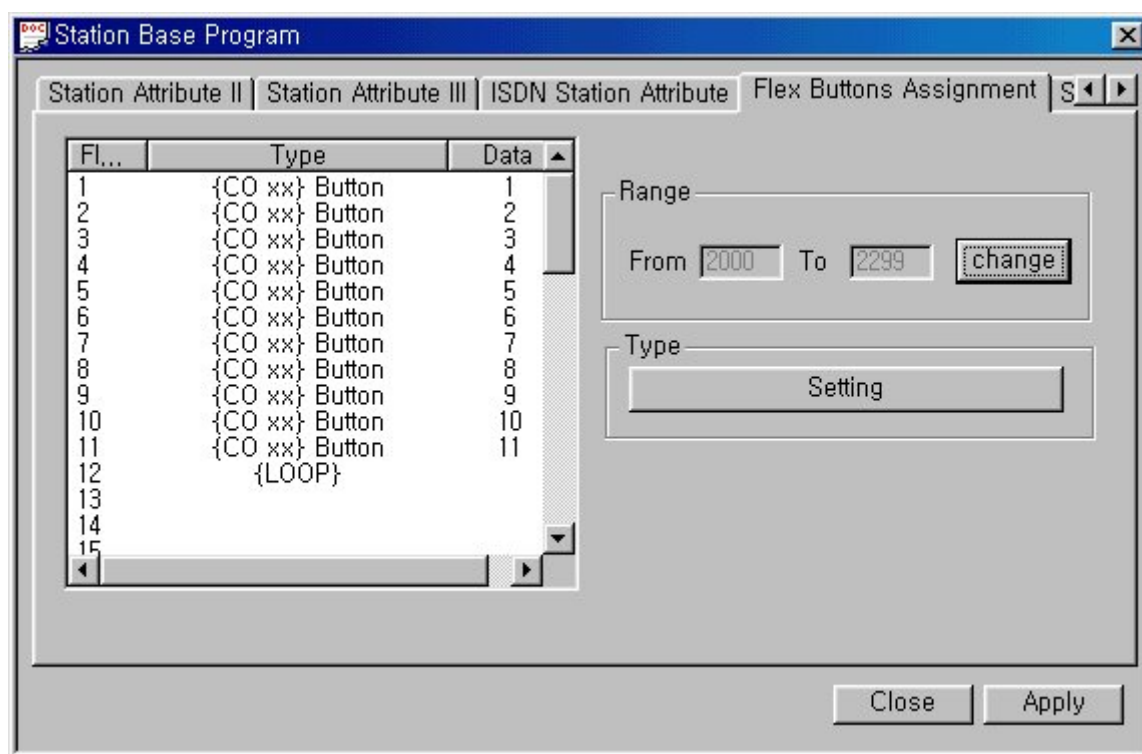 DOC Station Base Program
Station Attribute II Station Attribute III ISDN Station Attribute Flex Buttons Assignment S
Fl... Type Data
1 {CO xx} Button 1
2 {CO xx} Button 2
3 {CO xx} Button 3
4 {CO xx} Button 4
5 {CO xx} Button 5
6 {CO xx} Button 6
7 {CO xx} Button 7
8 {CO xx} Button 8
9 {CO xx} Button 9
10 {CO xx} Button 10
11 {CO xx} Button 11
12 {LOOP}
13
14
15
Range
From 2000 To 2299 change
Type
Setting
Close Apply